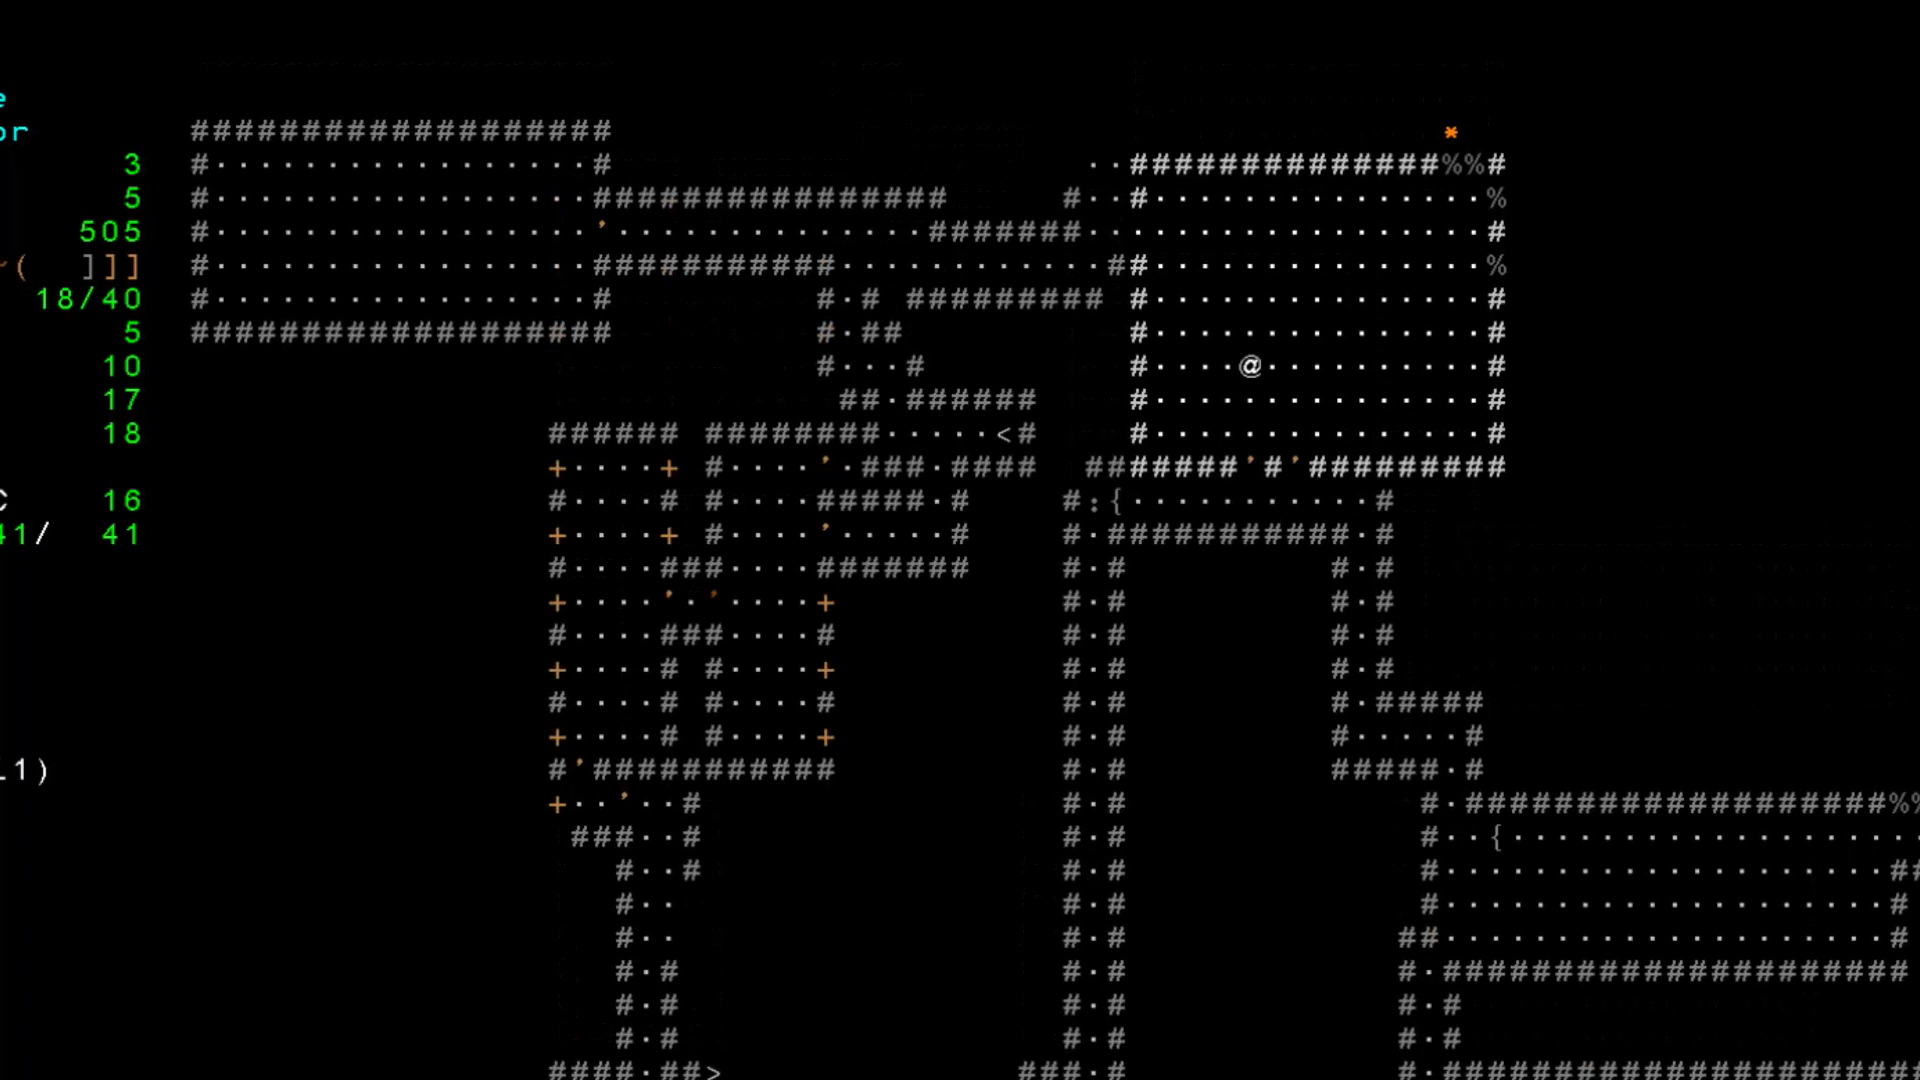 e
or *
3 ################### ..##############%%#
5 #.................# #..#...............%
505 #.................################ #######................#
~( ]]] #.................'..............#######.................#
18/40 #.................###########.............##...............%
5 #.................# #.# ######### #...............#
10 ################### #.## #...............#
17 #...# #....@..........#
18 ##.###### #...............#
###### ########.....<# #...............#
+....+ #....'.###.#### #######'#'#########
C 16 #....# #....#####.# #:{...........#
41/ 41 +....+ #....'.....# #.###########.#
#....###....####### #.# #.#
+....'.'....+ #.# #.#
#....###....# #.# #.#
+....# #....+ #.# #.#
#....# #....# #.# #.#####
+....# #....+ #.# #.....#
1) #'########### #.# #####.#
+..'..# #.# #.###################%%
###..# #.# #..{..................
#..# #.# #....................##
#.. #.# #....................#
#.. #.# ##....................#
#.# #.# #.#####################
#.# #.# #.#
#.# #.# #.#
####.##> ###.# #.#####################